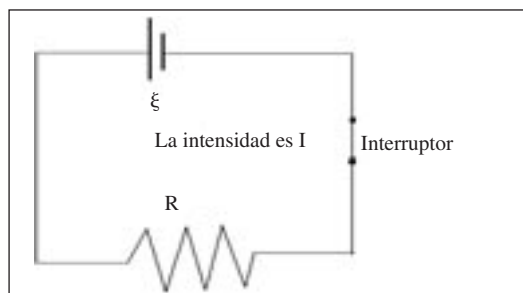 ξ
La intensidad es I
Interruptor
R